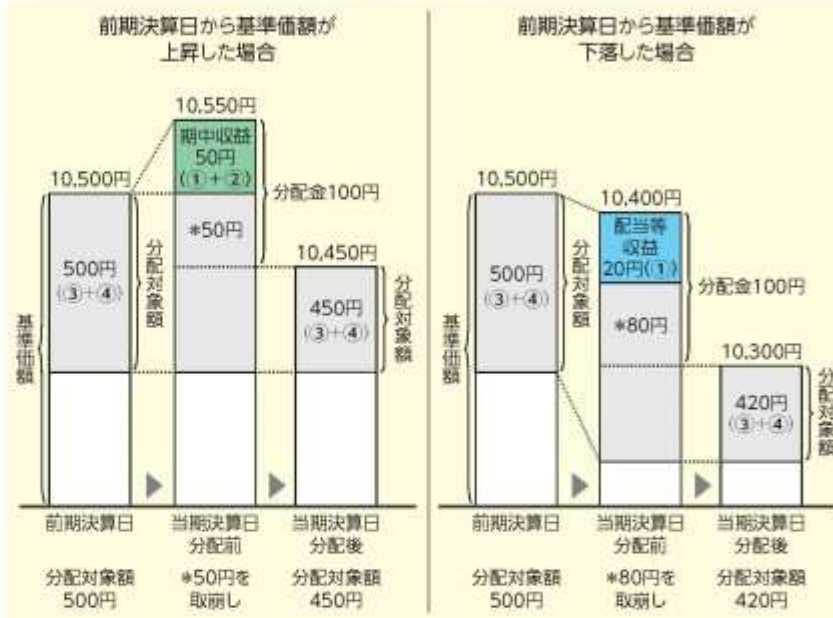 前期決算日から基準価額が
上昇した場合
10,550円
期中収益
50円
(①+②)
10,500円
分配金100円
*50円
10,450円
500円
(③+④)
分配対象額
450円
(③+④)
分配対象額
基準価額
前期決算日
当期決算日
分配前
当期決算日
分配後
分配対象額
500円
*50円を
取崩し
分配対象額
450円
前期決算日から基準価額が
下落した場合
10,500円
10,400円
配当等
収益
20円(①)
分配金100円
500円
(③+④)
分配対象額
*80円
10,300円
420円
(③+④)
分配対象額
基準価額
前期決算日
当期決算日
分配前
当期決算日
分配後
分配対象額
500円
*80円を
取崩し
分配対象額
420円